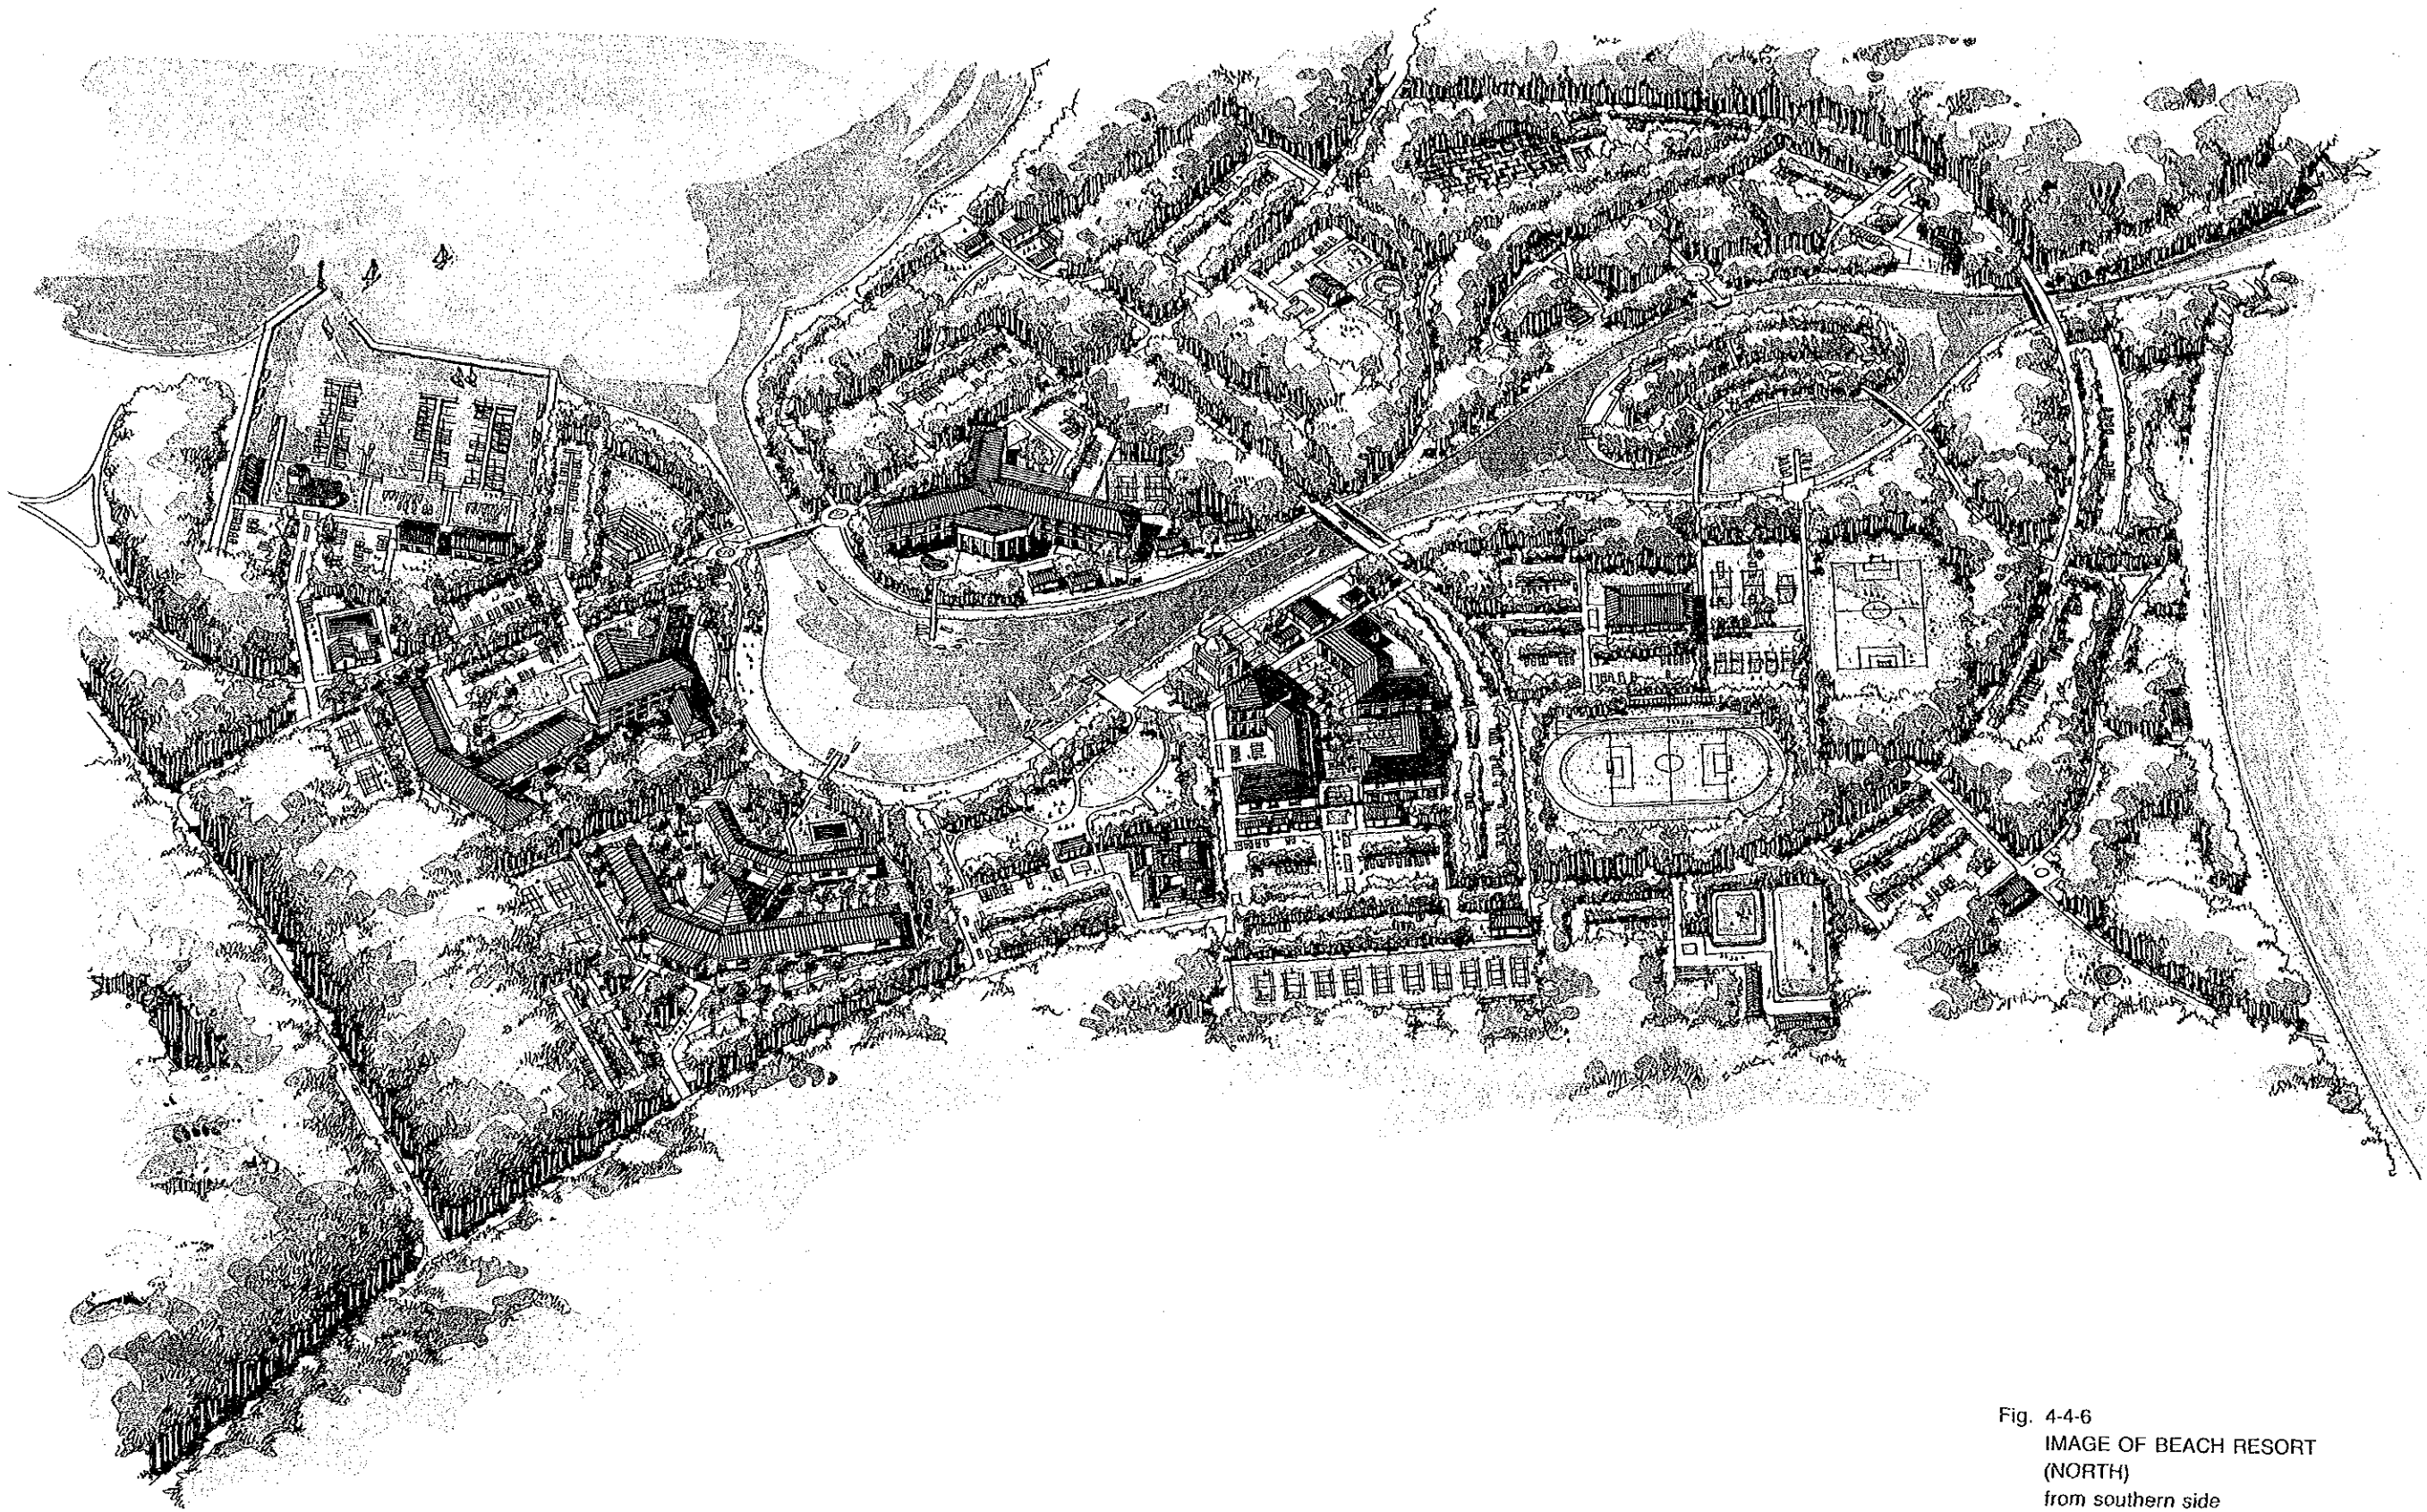 Fig. 4-4-6
IMAGE OF BEACH RESORT
(NORTH)
from southern side